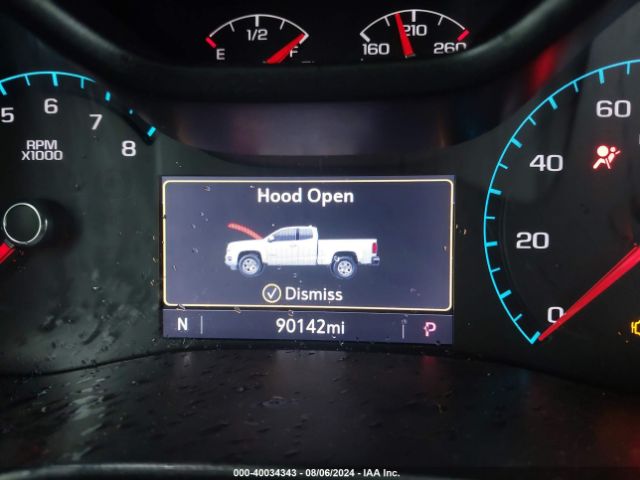 E 1/2 F
160 210 260
5 6 7 8
RPM
X1000
60
40
20
0
Hood Open
Dismiss
N 90142mi P
000-40034343 - 08/06/2024 - IAA Inc.